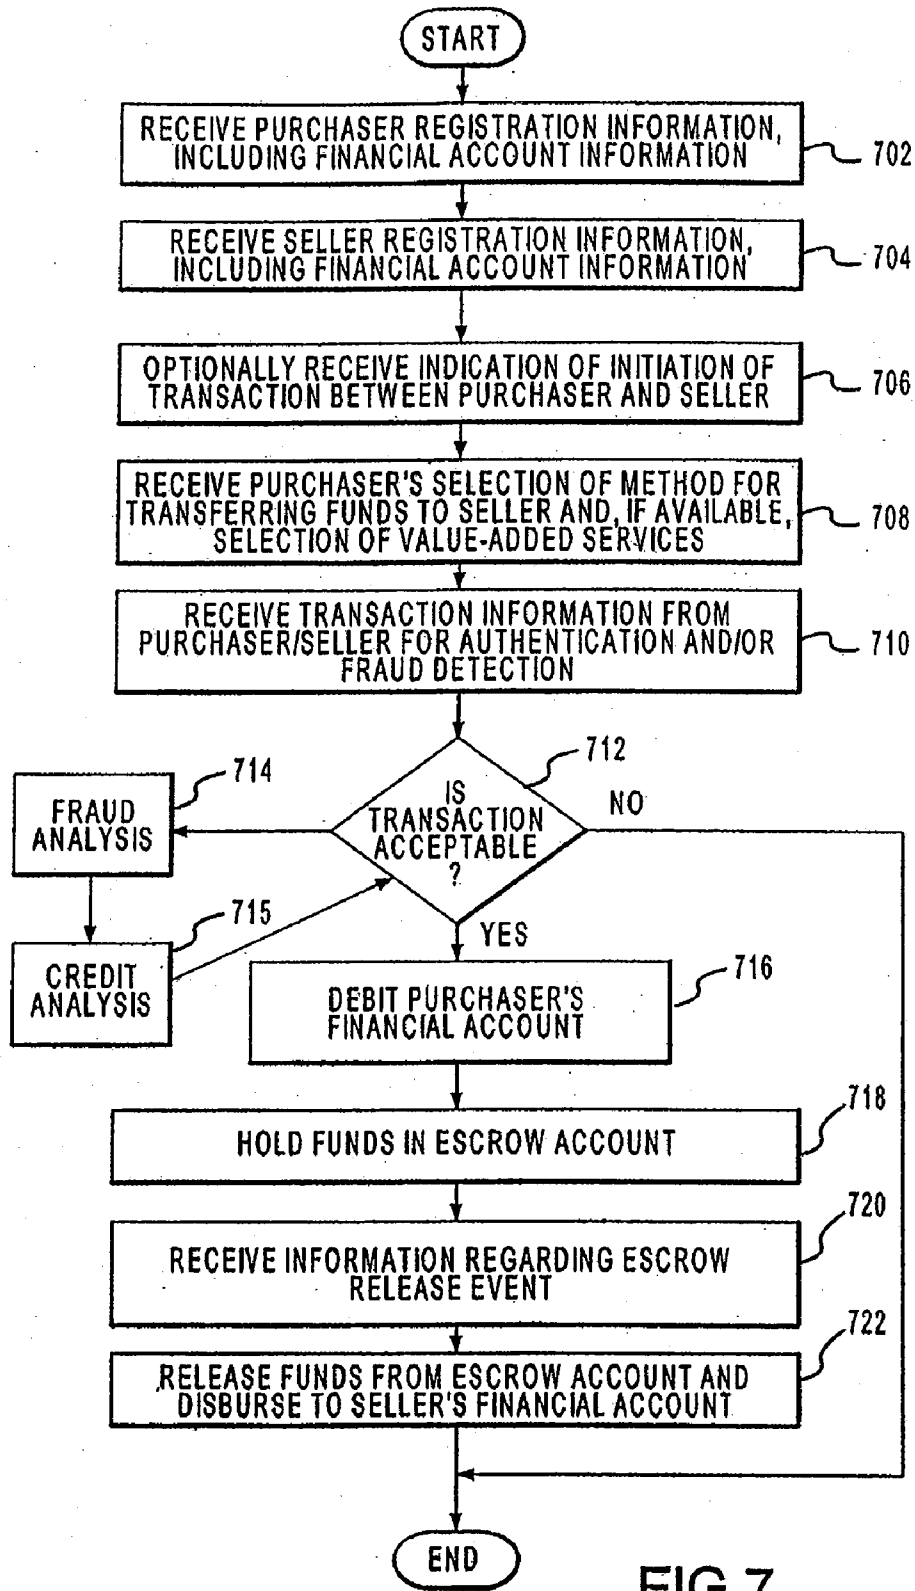 START
RECEIVE PURCHASER REGISTRATION INFORMATION,
INCLUDING FINANCIAL ACCOUNT INFORMATION
702
RECEIVE SELLER REGISTRATION INFORMATION,
INCLUDING FINANCIAL ACCOUNT INFORMATION
704
OPTIONALLY RECEIVE INDICATION OF INITIATION OF
TRANSACTION BETWEEN PURCHASER AND SELLER
706
RECEIVE PURCHASER'S SELECTION OF METHOD FOR
TRANSFERRING FUNDS TO SELLER AND, IF AVAILABLE,
SELECTION OF VALUE-ADDED SERVICES
708
RECEIVE TRANSACTION INFORMATION FROM
PURCHASER/SELLER FOR AUTHENTICATION AND/OR
FRAUD DETECTION
710
712
IS
TRANSACTION
ACCEPTABLE
?
NO
714
FRAUD
ANALYSIS
715
CREDIT
ANALYSIS
YES
716
DEBIT PURCHASER'S
FINANCIAL ACCOUNT
718
HOLD FUNDS IN ESCROW ACCOUNT
720
RECEIVE INFORMATION REGARDING ESCROW
RELEASE EVENT
722
RELEASE FUNDS FROM ESCROW ACCOUNT AND
DISBURSE TO SELLER'S FINANCIAL ACCOUNT
END
FIG.7